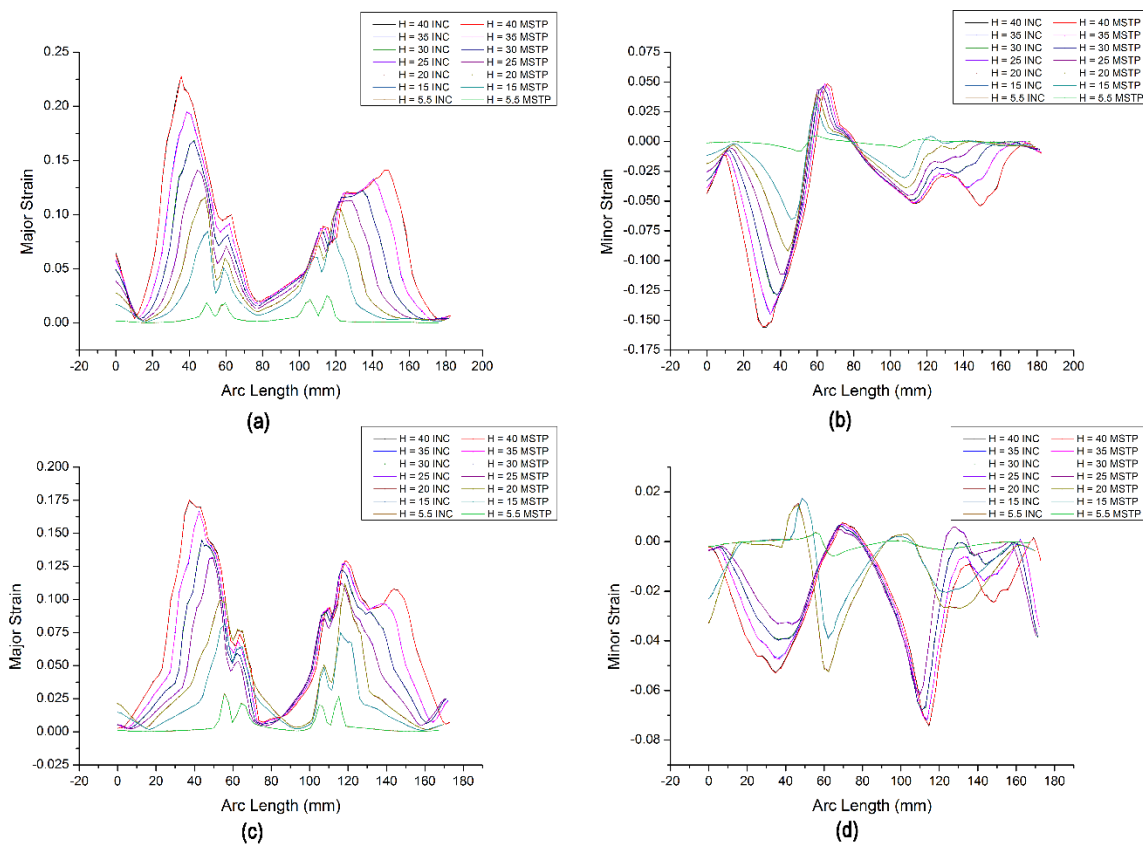 H = 40 INC H = 40 MSTP
H = 35 INC H = 35 MSTP
H = 30 INC H = 30 MSTP
H = 25 INC H = 25 MSTP
H = 20 INC H = 20 MSTP
H = 15 INC H = 15 MSTP
H = 5.5 INC H = 5.5 MSTP
0.25
0.20
0.15
0.10
0.05
0.00
Major Strain
-20 0 20 40 60 80 100 120 140 160 180 200
Arc Length (mm)
(a)
H = 40 INC H = 40 MSTP
H = 35 INC H = 35 MSTP
H = 30 INC H = 30 MSTP
H = 25 INC H = 25 MSTP
H = 20 INC H = 20 MSTP
H = 15 INC H = 15 MSTP
H = 5.5 INC H = 5.5 MSTP
0.075
0.050
0.025
0.000
-0.025
-0.050
-0.075
-0.100
-0.125
-0.150
-0.175
Minor Strain
-20 0 20 40 60 80 100 120 140 160 180 200
Arc Length (mm)
(b)
H = 40 INC H = 40 MSTP
H = 35 INC H = 35 MSTP
H = 30 INC H = 30 MSTP
H = 25 INC H = 25 MSTP
H = 20 INC H = 20 MSTP
H = 15 INC H = 15 MSTP
H = 5.5 INC H = 5.5 MSTP
0.200
0.175
0.150
0.125
0.100
0.075
0.050
0.025
0.000
-0.025
Major Strain
-20 0 20 40 60 80 100 120 140 160 180
Arc Length (mm)
(c)
H = 40 INC H = 40 MSTP
H = 35 INC H = 35 MSTP
H = 30 INC H = 30 MSTP
H = 25 INC H = 25 MSTP
H = 20 INC H = 20 MSTP
H = 15 INC H = 15 MSTP
H = 5.5 INC H = 5.5 MSTP
0.02
0.00
-0.02
-0.04
-0.06
-0.08
Minor Strain
-20 0 20 40 60 80 100 120 140 160 180
Arc Length (mm)
(d)